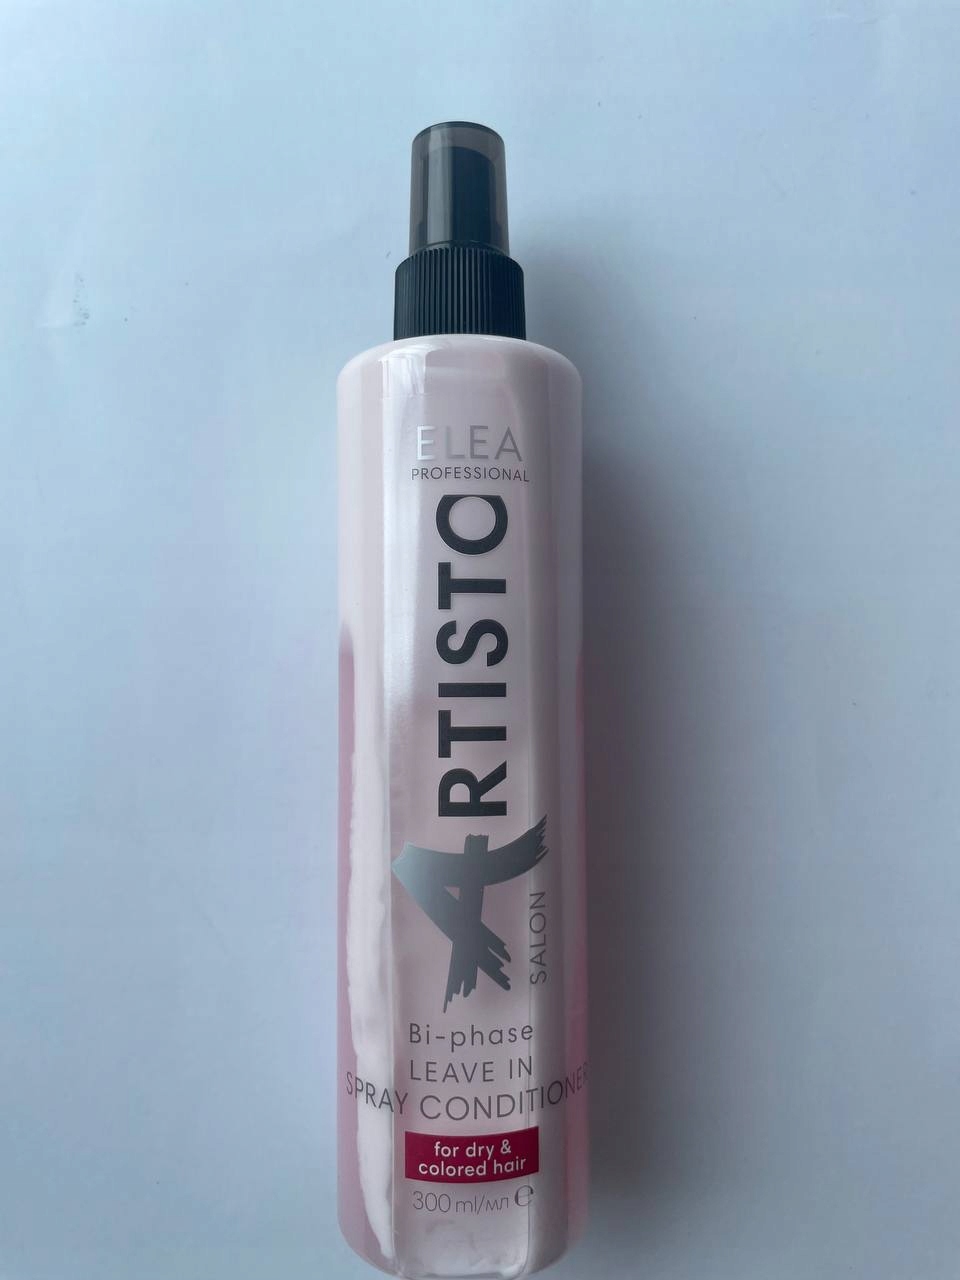 ELEA
PROFESSIONAL
ARTISTO
SALON
Bi-phase
LEAVE IN
SPRAY CONDITIONER
for dry &
colored hair
300 ml/мл ℮